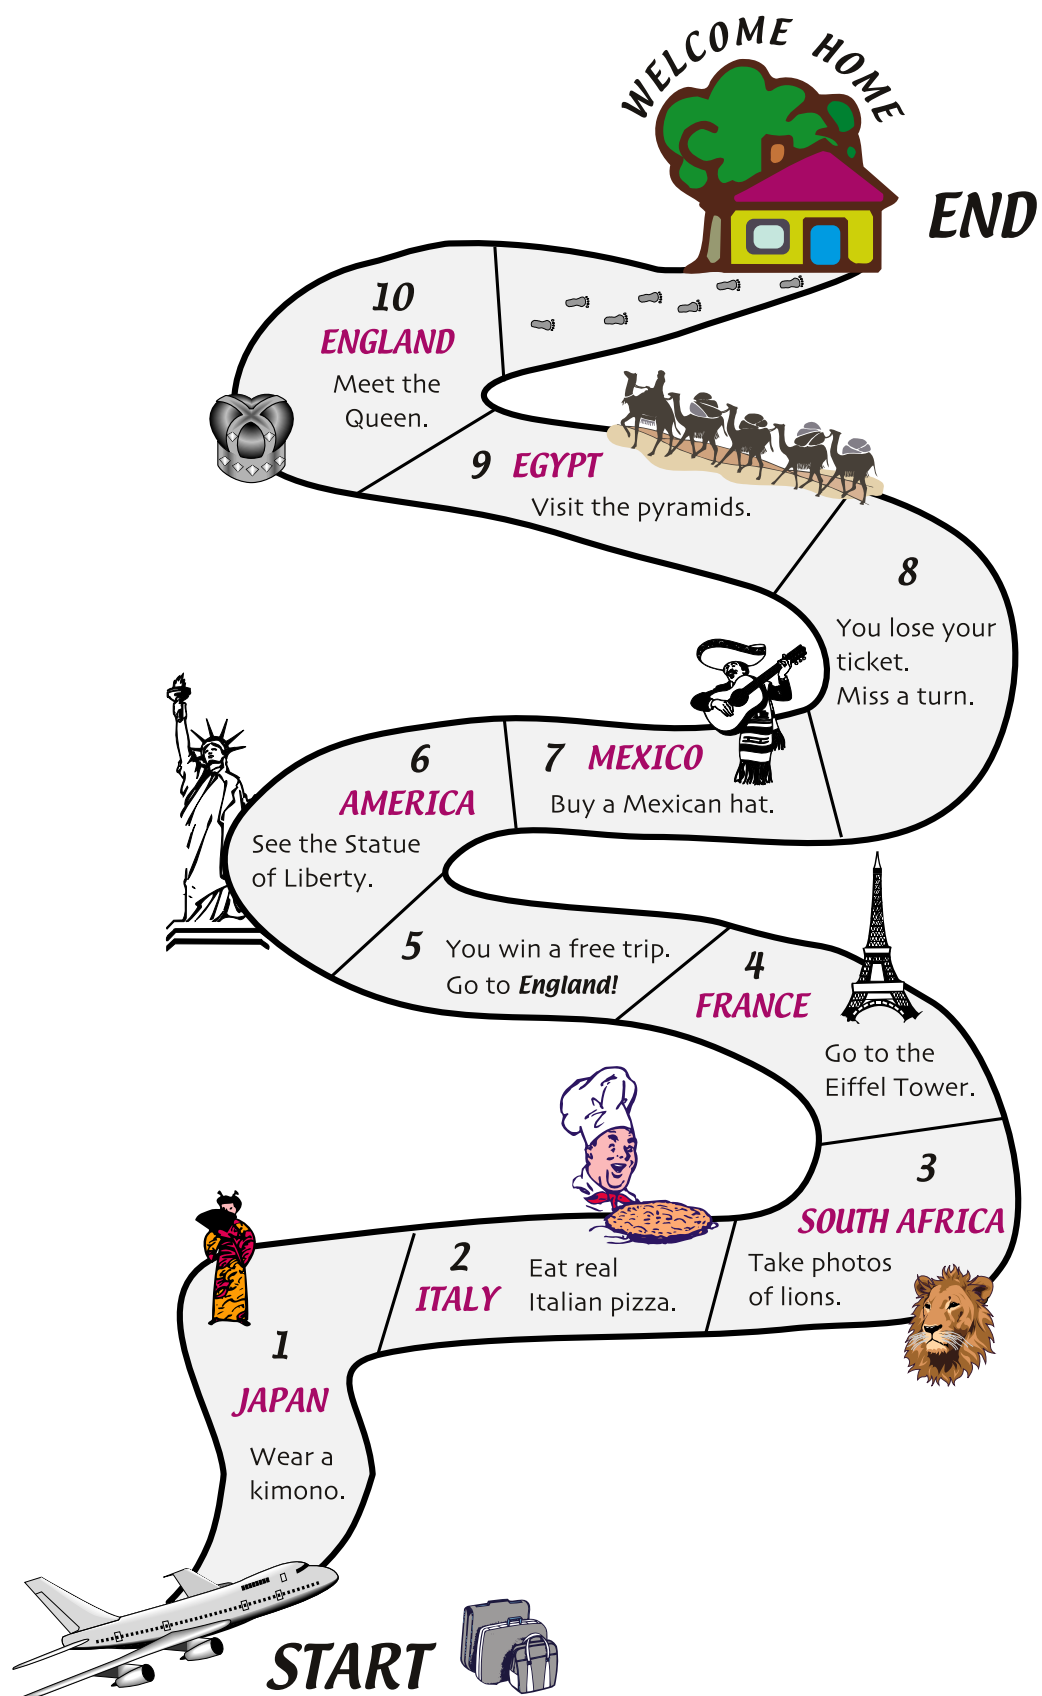 WELCOME HOME
END
10
ENGLAND
Meet the
Queen.
9 EGYPT
Visit the pyramids.
8
You lose your
ticket.
Miss a turn.
7 MEXICO
Buy a Mexican hat.
6
AMERICA
See the Statue
of Liberty.
5 You win a free trip.
Go to England!
4
FRANCE
Go to the
Eiffel Tower.
3
SOUTH AFRICA
Take photos
of lions.
2
ITALY
Eat real
Italian pizza.
1
JAPAN
Wear a
kimono.
START